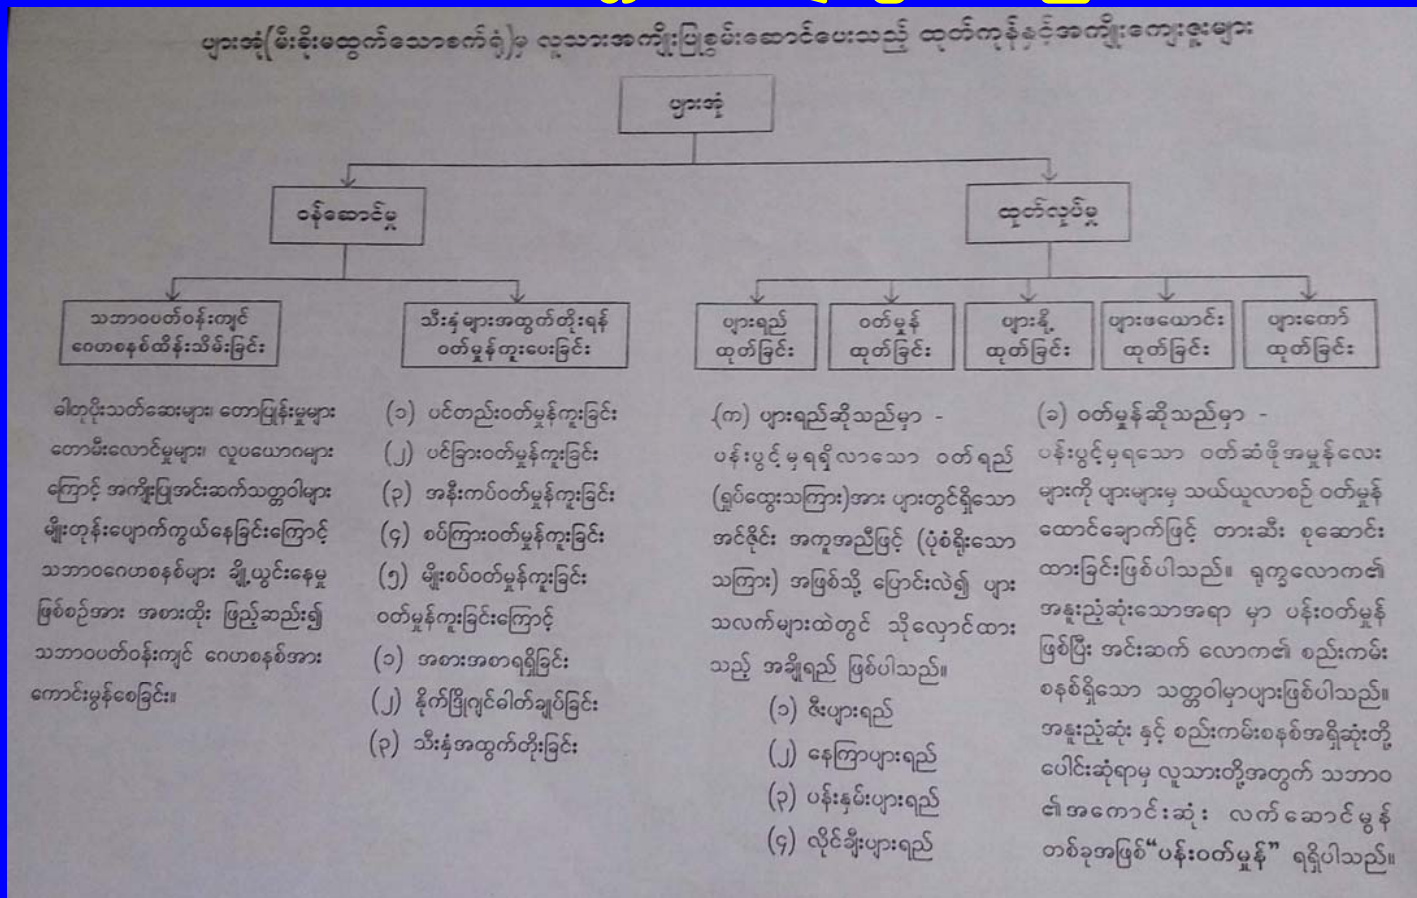 ပျားအုံ(မီးခိုးမထွက်သောစက်ရုံ)မှ လူသားအကျိုးပြုစွမ်းဆောင်ပေးသည့် ထုတ်ကုန်နှင့်အကျိုးကျေးဇူးများ
ပျားအုံ
ဝန်ဆောင်မှု
ထုတ်လုပ်မှု
သဘာဝပတ်ဝန်းကျင်
ဂေဟစနစ်ထိန်းသိမ်းခြင်း
သီးနှံများအထွက်တိုးရန်
ဝတ်မှုန်ကူးပေးခြင်း
ပျားရည်
ထုတ်ခြင်း
ဝတ်မှုန်
ထုတ်ခြင်း
ပျားနို့
ထုတ်ခြင်း
ပျားဖယောင်း
ထုတ်ခြင်း
ပျားကော်
ထုတ်ခြင်း
ဓါတုပိုးသတ်ဆေးများ၊ တောပြုန်းမှုများ
တောမီးလောင်မှုများ၊ လူပယောဂများ
ကြောင့် အကျိုးပြုအင်းဆက်သတ္တဝါများ
မျိုးတုန်းပျောက်ကွယ်နေခြင်းကြောင့်
သဘာဝဂေဟစနစ်များ ချို့ယွင်းနေမှု
ဖြစ်စဉ်အား အစားထိုး ဖြည့်ဆည်း၍
သဘာဝပတ်ဝန်းကျင် ဂေဟစနစ်အား
ကောင်းမွန်စေခြင်း။
(၁) ပင်တည်းဝတ်မှုန်ကူးခြင်း
(၂) ပင်ခြားဝတ်မှုန်ကူးခြင်း
(၃) အနီးကပ်ဝတ်မှုန်ကူးခြင်း
(၄) စပ်ကြားဝတ်မှုန်ကူးခြင်း
(၅) မျိုးစပ်ဝတ်မှုန်ကူးခြင်း
ဝတ်မှုန်ကူးခြင်းကြောင့်
(၁) အစားအစာရရှိခြင်း
(၂) နိုက်ဒြိုဂျင်ဓါတ်ချုပ်ခြင်း
(၃) သီးနှံအထွက်တိုးခြင်း
(က) ပျားရည်ဆိုသည်မှာ -
ပန်းပွင့်မှရရှိလာသော ဝတ်ရည်
(ရှုပ်ထွေးသကြား)အား ပျားတွင်ရှိသော
အင်ဇိုင်း အကူအညီဖြင့် (ပုံစံရိုးသော
သကြား) အဖြစ်သို့ ပြောင်းလဲ၍ ပျား
သလက်များထဲတွင် သိုလှောင်ထား
သည့် အချိုရည် ဖြစ်ပါသည်။
(၁) ဇီးပျားရည်
(၂) နေကြာပျားရည်
(၃) ပန်းနှမ်းပျားရည်
(၄) လိုင်ချီးပျားရည်
(ခ) ဝတ်မှုန်ဆိုသည်မှာ -
ပန်းပွင့်မှရသော ဝတ်ဆံဖိုအမှုန်လေး
များကို ပျားများမှ သယ်ယူလာစဉ် ဝတ်မှုန်
ထောင်ချောက်ဖြင့် တားဆီး စုဆောင်း
ထားခြင်းဖြစ်ပါသည်။ ရုက္ခလောက၏
အနူးညံ့ဆုံးသောအရာ မှာ ပန်းဝတ်မှုန်
ဖြစ်ပြီး အင်းဆက် လောက၏ စည်းကမ်း
စနစ်ရှိသော သတ္တဝါမှာပျားဖြစ်ပါသည်။
အနူးညံ့ဆုံး နှင့် စည်းကမ်းစနစ်အရှိဆုံးတို့
ပေါင်းဆုံရာမှ လူသားတို့အတွက် သဘာဝ
၏အကောင်းဆုံး လက်ဆောင်မွန်
တစ်ခုအဖြစ်“ပန်းဝတ်မှုန်” ရရှိပါသည်။